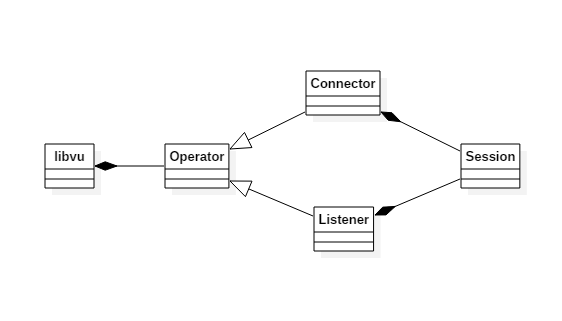 Connector
libvu
Operator
Session
Listener